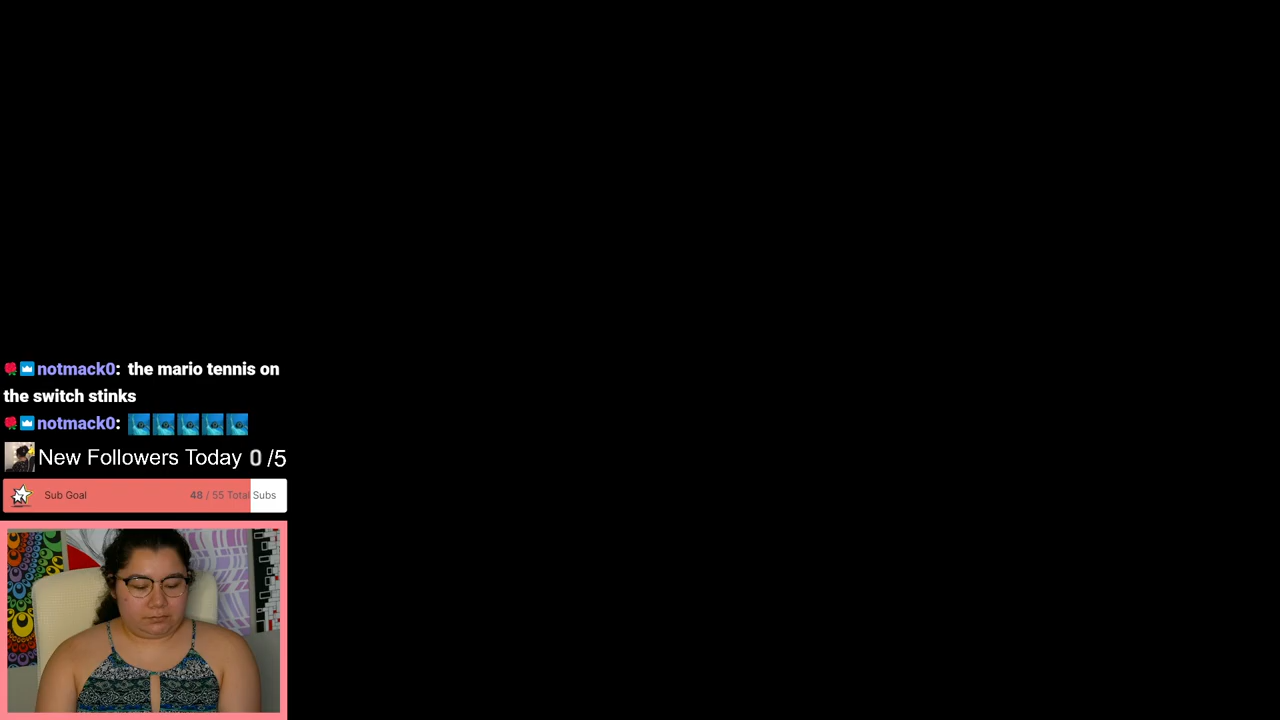 notmack0: the mario tennis on
the switch stinks
notmack0:
New Followers Today 0 /5
Sub Goal 48 / 55 Total Subs